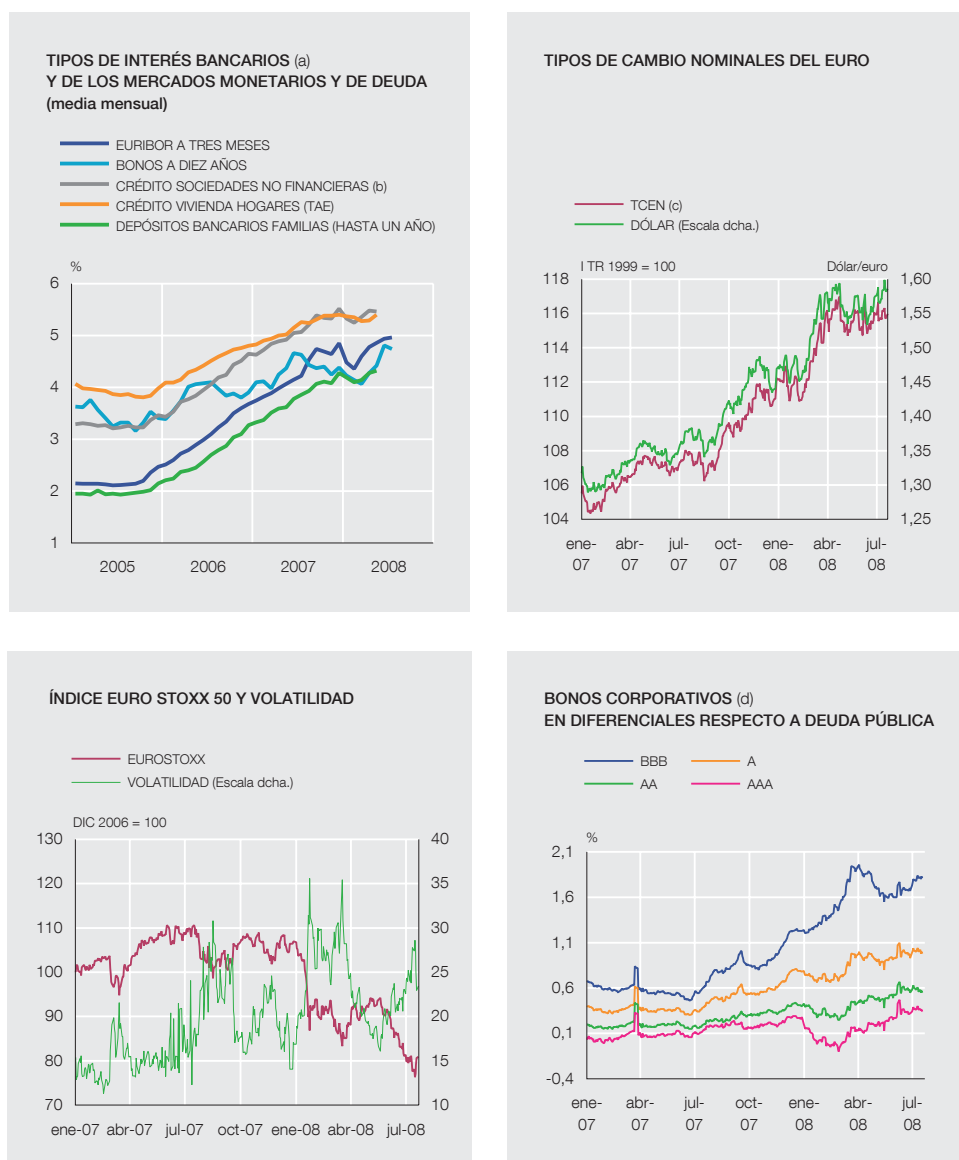 TIPOS DE INTERÉS BANCARIOS (a)
Y DE LOS MERCADOS MONETARIOS Y DE DEUDA
(media mensual)
EURIBOR A TRES MESES
BONOS A DIEZ AÑOS
CRÉDITO SOCIEDADES NO FINANCIERAS (b)
CRÉDITO VIVIENDA HOGARES (TAE)
DEPÓSITOS BANCARIOS FAMILIAS (HASTA UN AÑO)
%
6
5
4
3
2
1
2005 2006 2007 2008
TIPOS DE CAMBIO NOMINALES DEL EURO
TCEN (c)
DÓLAR (Escala dcha.)
I TR 1999 = 100 Dólar/euro
118 1,60
116 1,55
114 1,50
112 1,45
110 1,40
108 1,35
106 1,30
104 1,25
ene- abr- jul- oct- ene- abr- jul-
07 07 07 07 08 08 08
ÍNDICE EURO STOXX 50 Y VOLATILIDAD
EUROSTOXX
VOLATILIDAD (Escala dcha.)
DIC 2006 = 100
130 40
120 35
110 30
100 25
90 20
80 15
70 10
ene-07 abr-07 jul-07 oct-07 ene-08 abr-08 jul-08
BONOS CORPORATIVOS (d)
EN DIFERENCIALES RESPECTO A DEUDA PÚBLICA
BBB A
AA AAA
%
2,1
1,6
1,1
0,6
0,1
-0,4
ene- abr- jul- oct- ene- abr- jul-
07 07 07 07 08 08 08